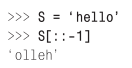 >>> S = ‘hello’
>>> S[::-1]
‘olleh’